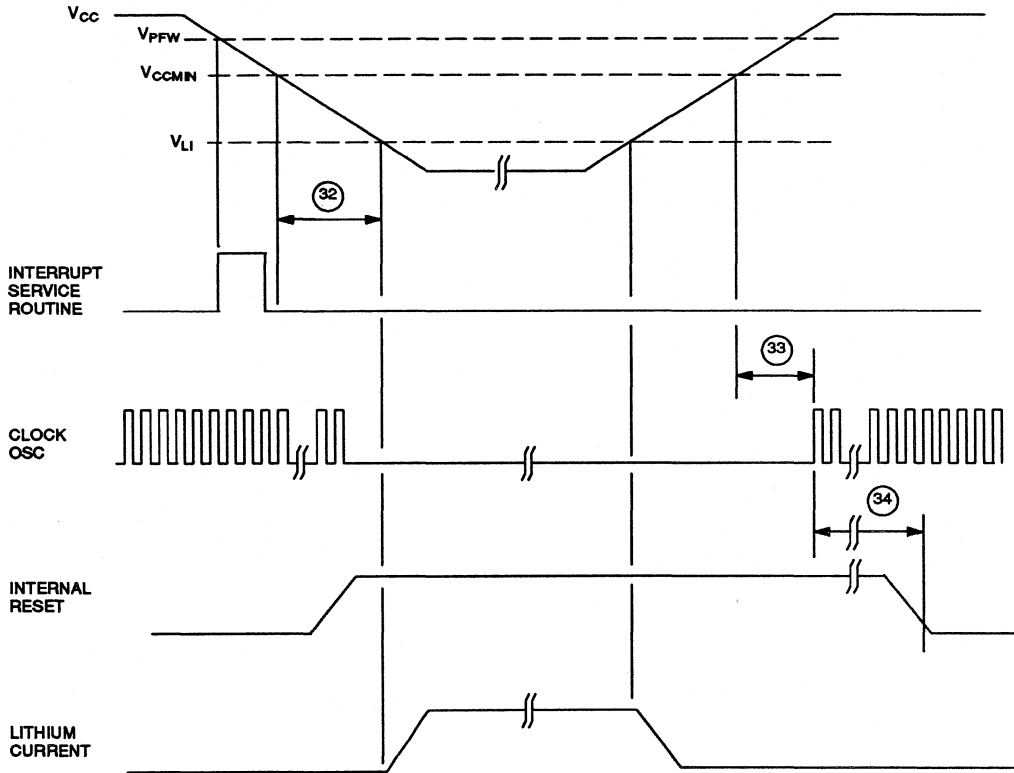 VCC
VPFW
VCCMIN
VLI
32
INTERRUPT
SERVICE
ROUTINE
33
CLOCK
OSC
34
INTERNAL
RESET
LITHIUM
CURRENT